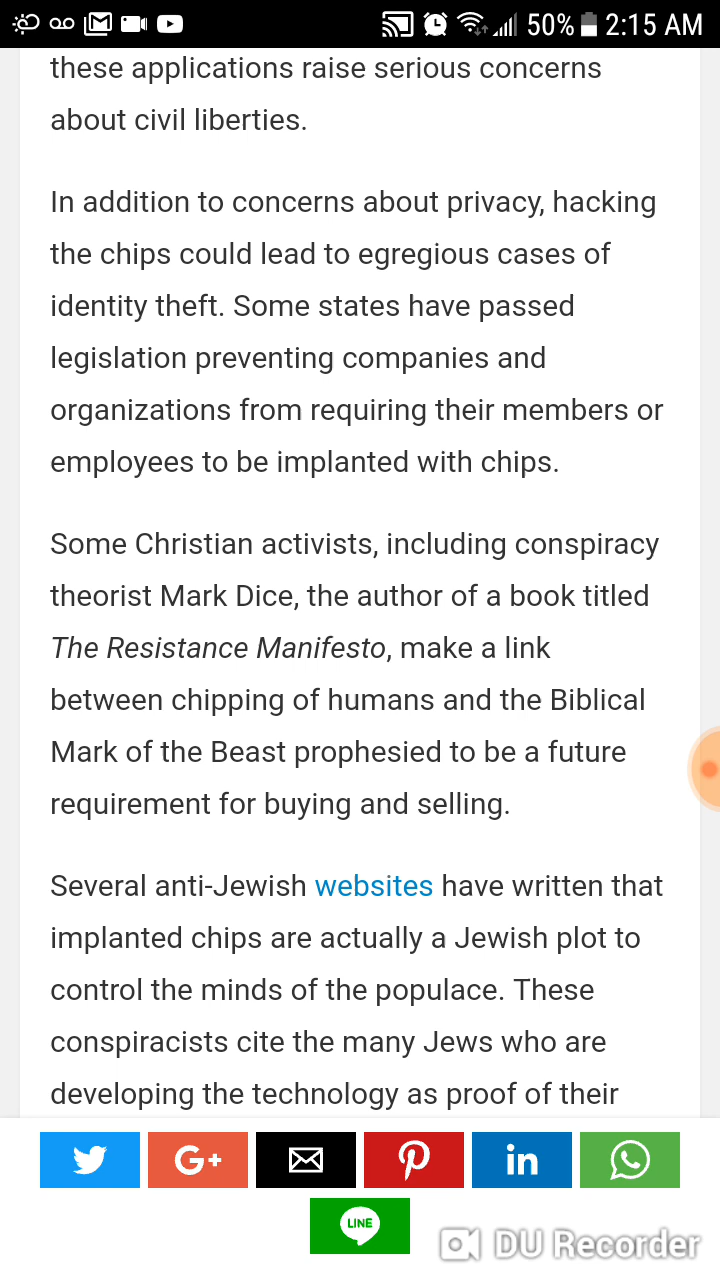 50% 2:15 AM
these applications raise serious concerns
about civil liberties.
In addition to concerns about privacy, hacking
the chips could lead to egregious cases of
identity theft. Some states have passed
legislation preventing companies and
organizations from requiring their members or
employees to be implanted with chips.
Some Christian activists, including conspiracy
theorist Mark Dice, the author of a book titled
The Resistance Manifesto, make a link
between chipping of humans and the Biblical
Mark of the Beast prophesied to be a future
requirement for buying and selling.
Several anti-Jewish websites have written that
implanted chips are actually a Jewish plot to
control the minds of the populace. These
conspiracists cite the many Jews who are
developing the technology as proof of their
G+ in
LINE
DU Recorder